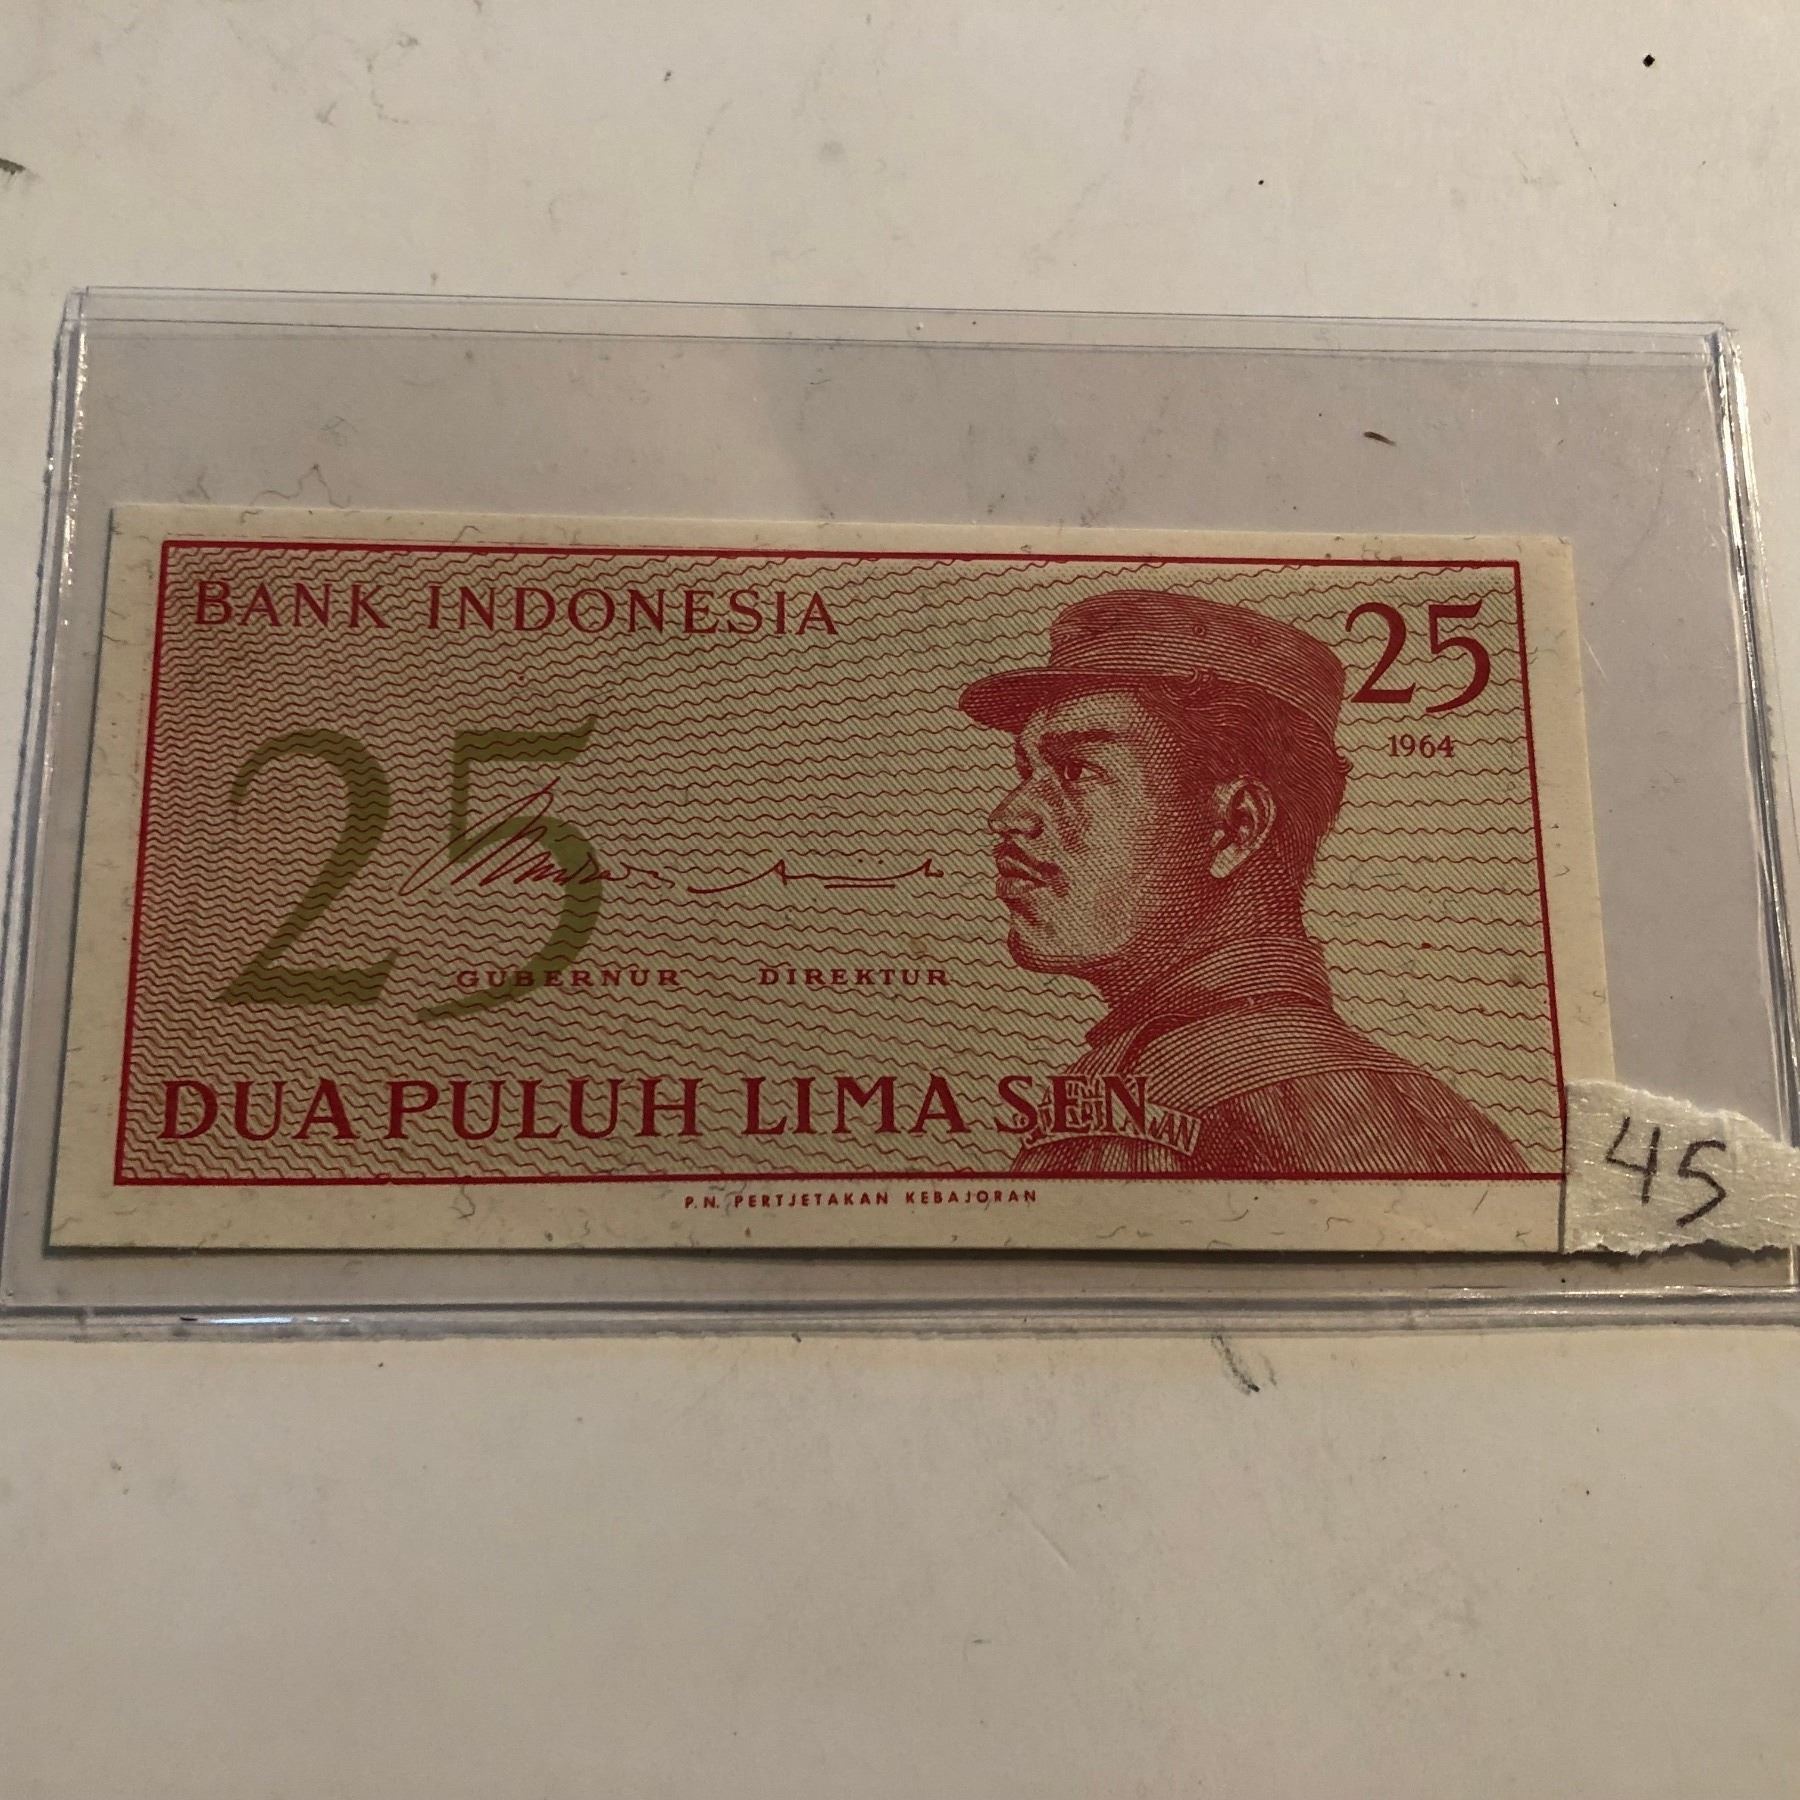 BANK INDONESIA
25
1964
25
GUBERNUR DIREKTUR
DUA PULUH LIMA SEN
P.N. PERTJETAKAN KEBAJORAN
45